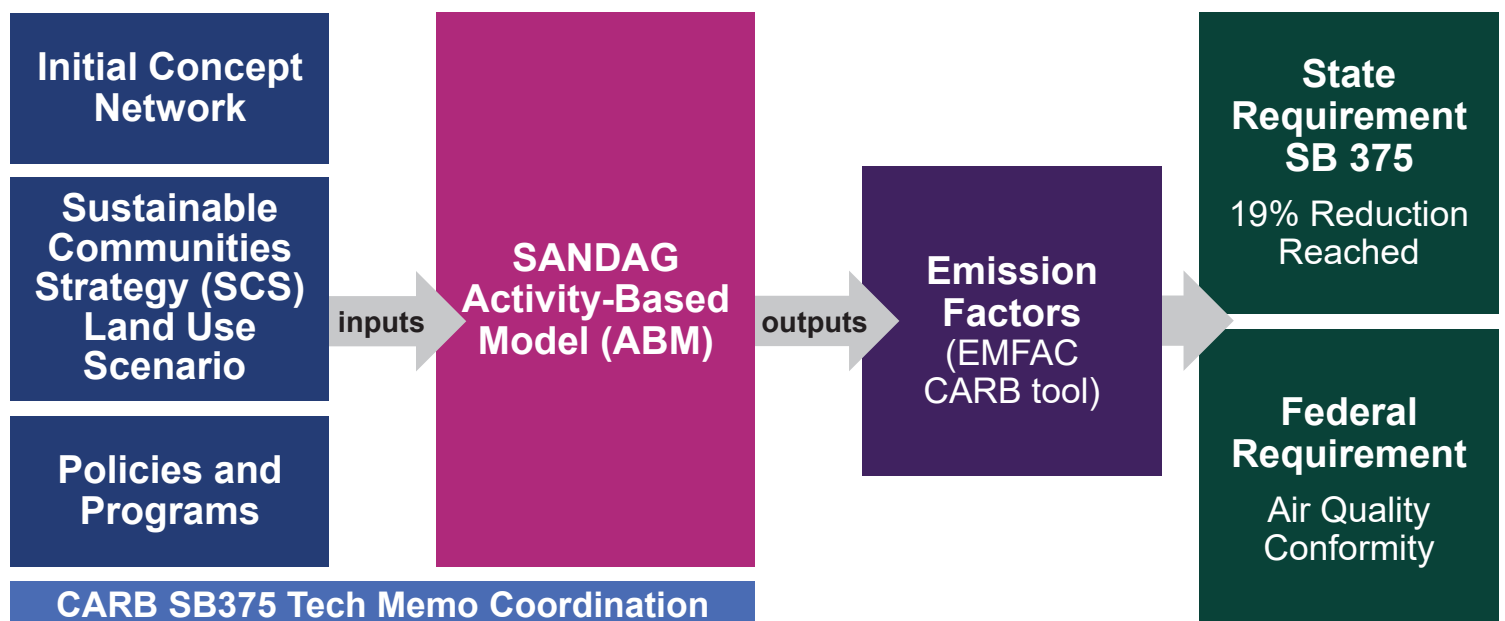 Initial Concept
Network
Sustainable
Communities
Strategy (SCS)
Land Use
Scenario
Policies and
Programs
CARB SB375 Tech Memo Coordination
inputs
SANDAG
Activity-Based
Model (ABM)
outputs
Emission
Factors
(EMFAC
CARB tool)
State
Requirement
SB 375
19% Reduction
Reached
Federal
Requirement
Air Quality
Conformity